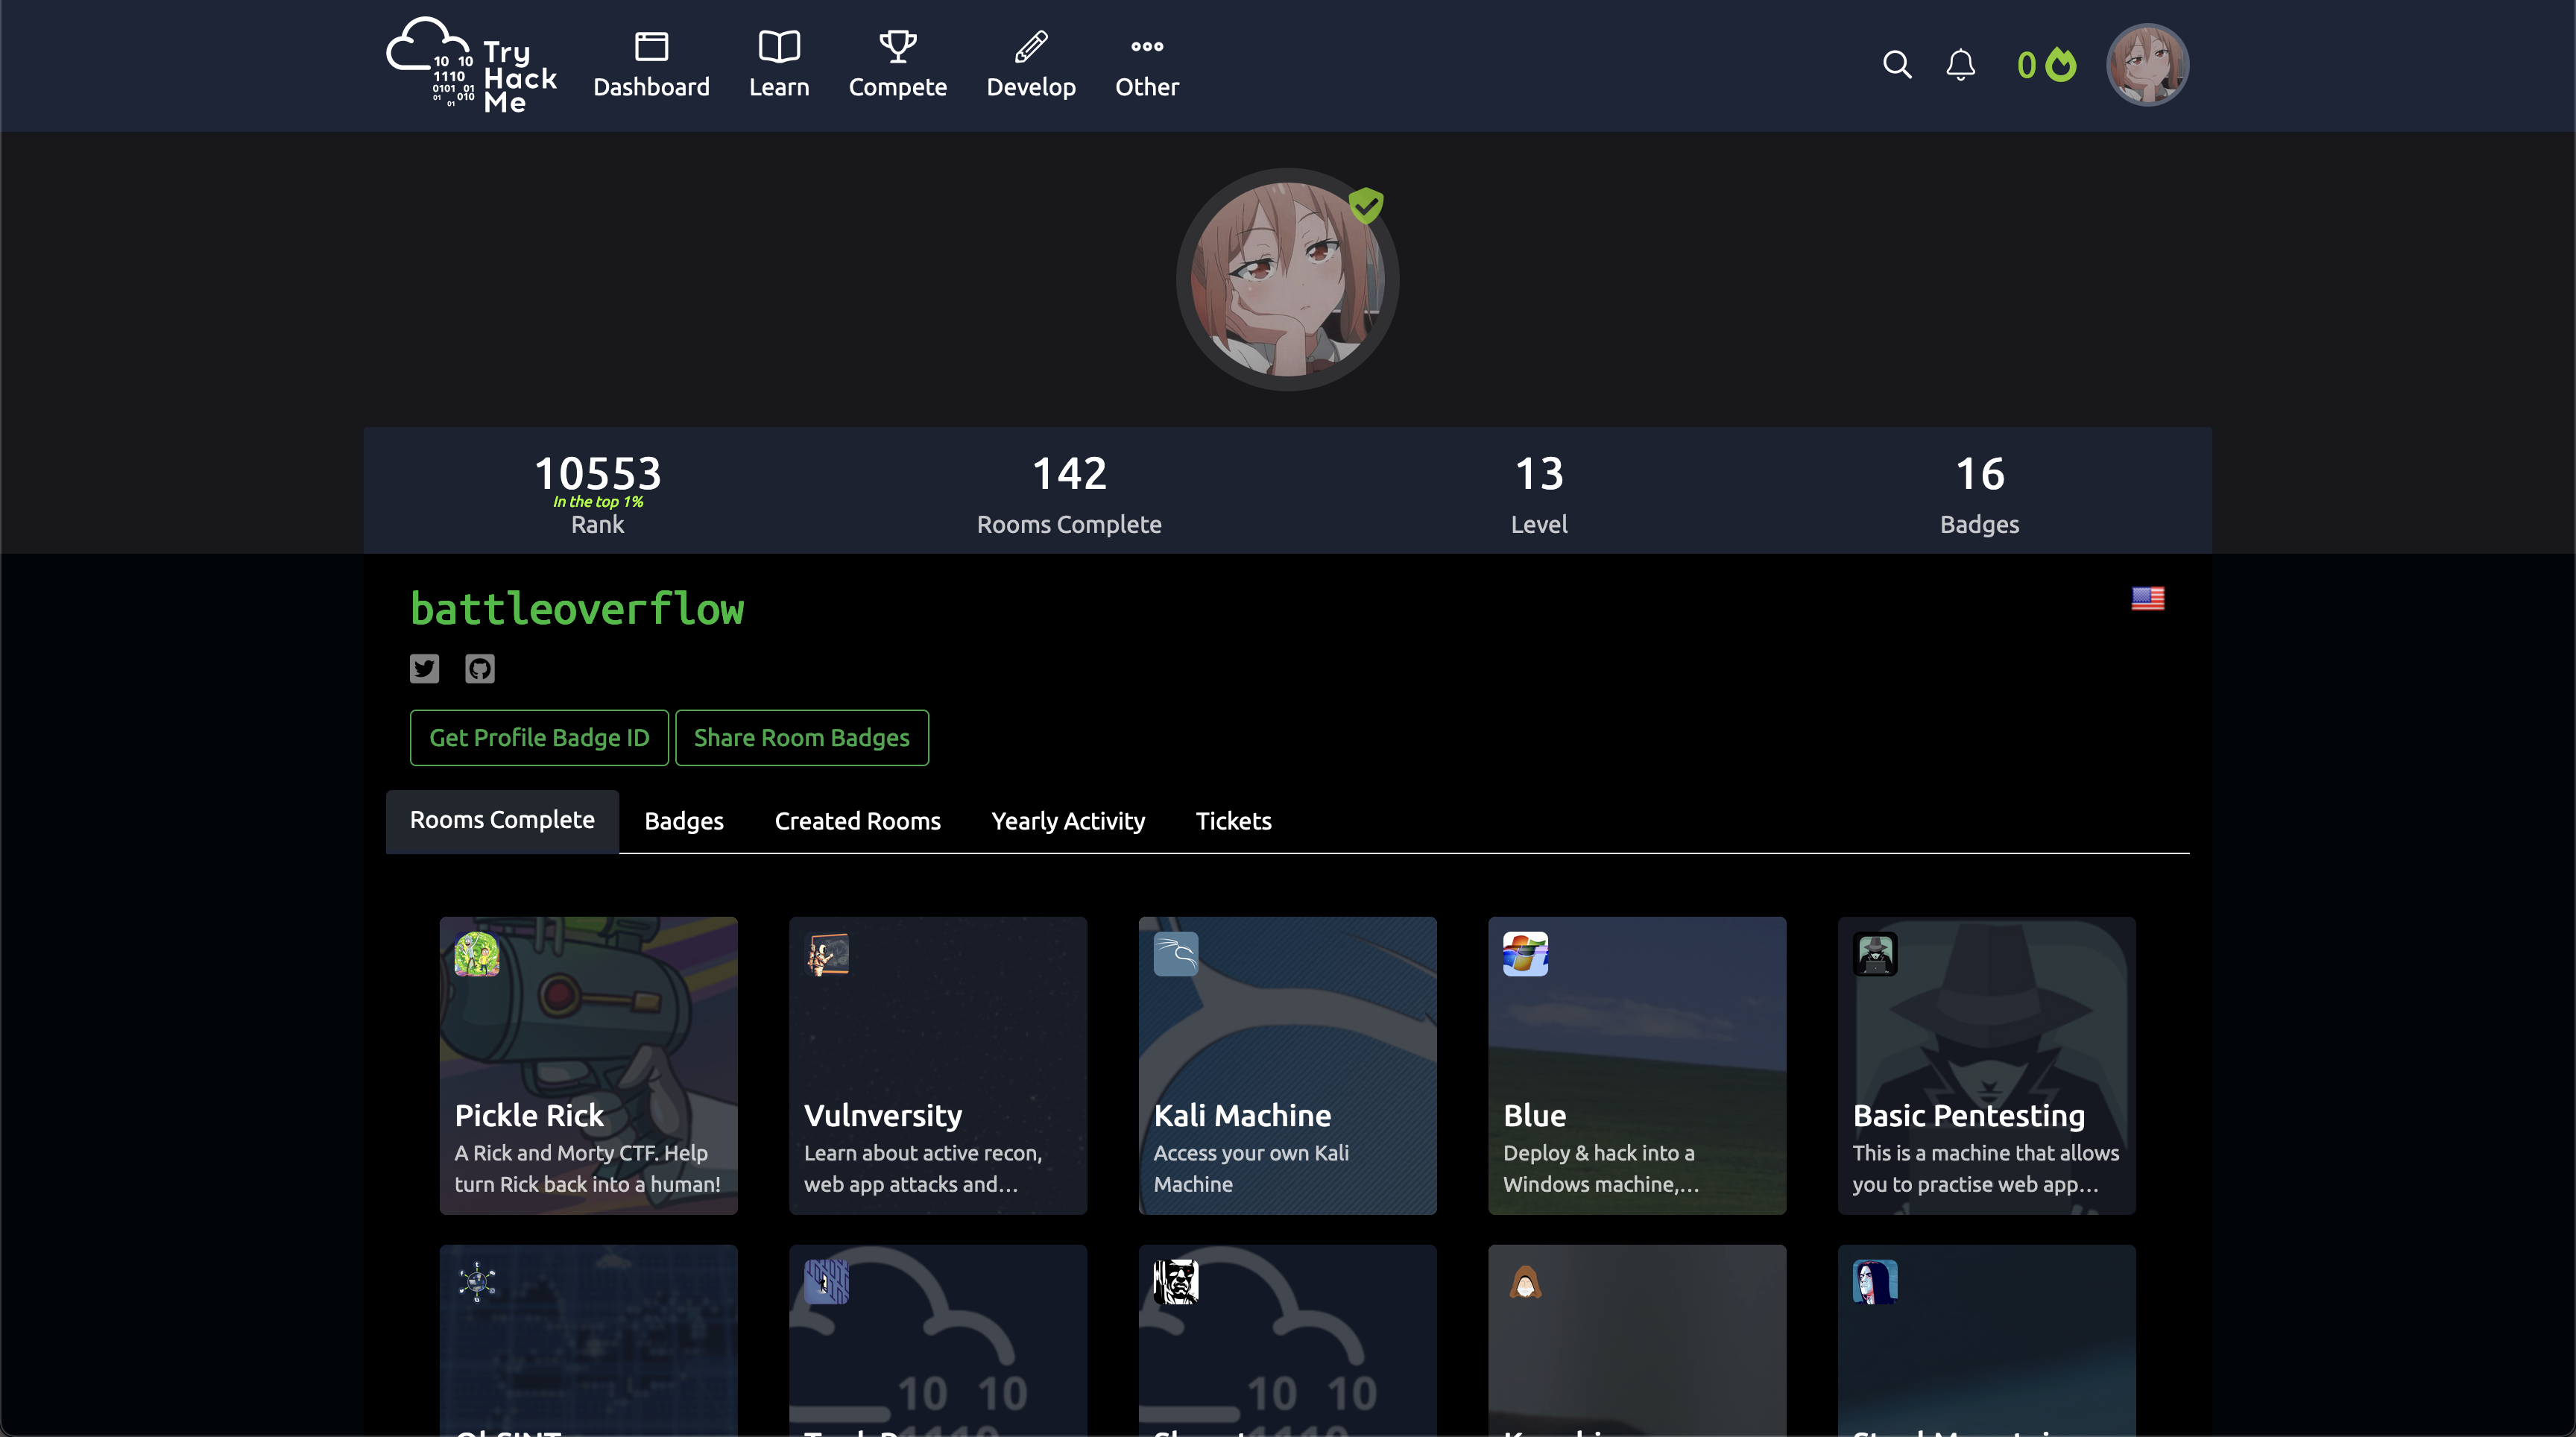 Try
Hack
Me
10 10
1110
0101 01
01 010
01
Dashboard
Learn
Compete
Develop
Other
0
10553
In the top 1%
Rank
142
Rooms Complete
13
Level
16
Badges
battleoverflow
Get Profile Badge ID
Share Room Badges
Rooms Complete
Badges
Created Rooms
Yearly Activity
Tickets
Pickle Rick
A Rick and Morty CTF. Help
turn Rick back into a human!
Vulnversity
Learn about active recon,
web app attacks and...
Kali Machine
Access your own Kali
Machine
Blue
Deploy & hack into a
Windows machine,...
Basic Pentesting
This is a machine that allows
you to practise web app...
10 10
10 10